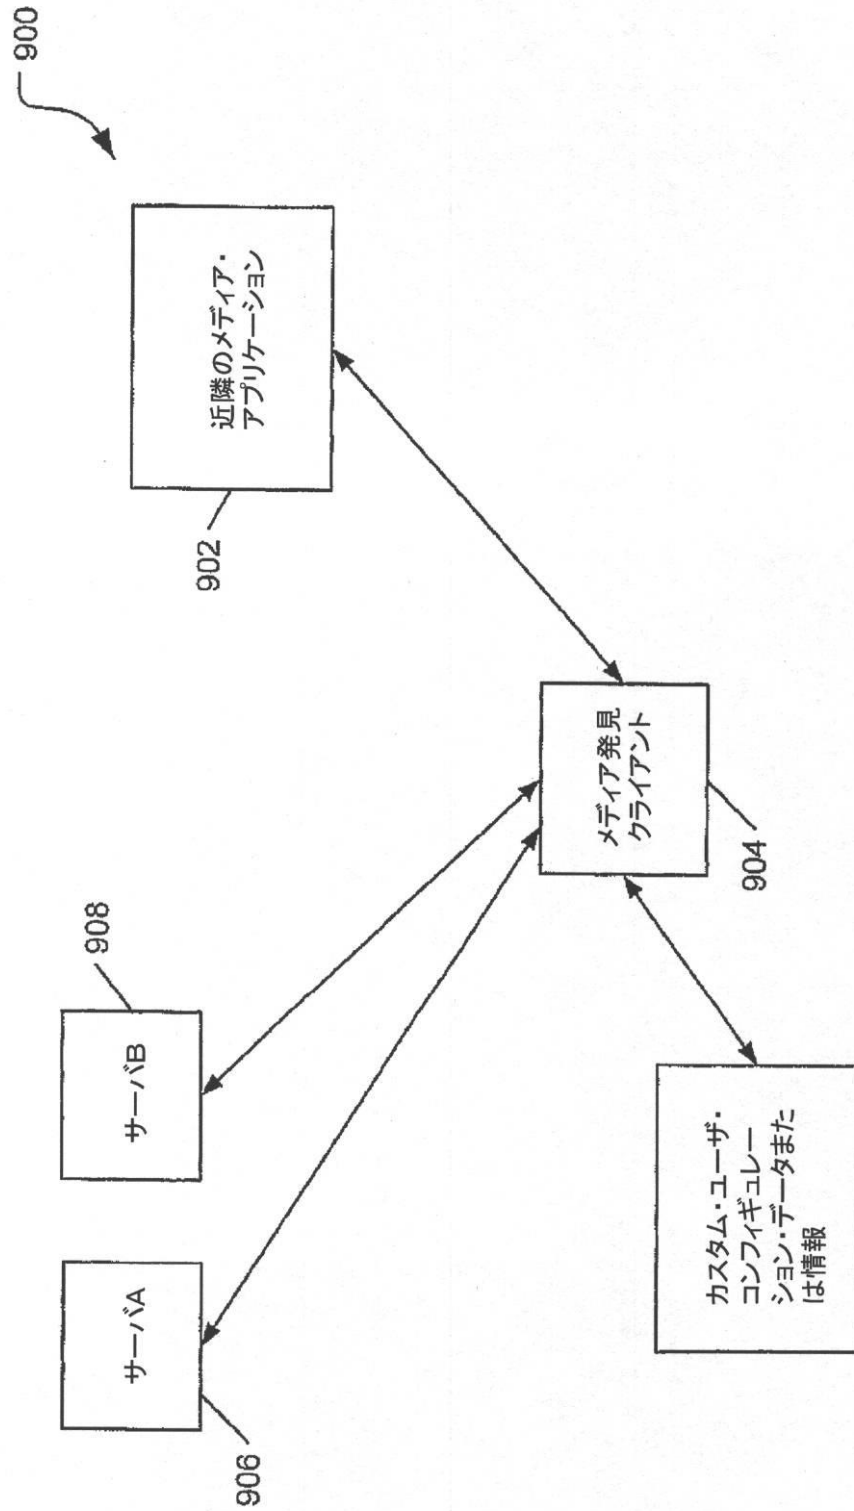 900
サーバA
906
サーバB
908
近隣のメディア・
アプリケーション
902
メディア発見
クライアント
904
カスタム・ユーザ・
コンフィギュレー
ション・データまた
は情報